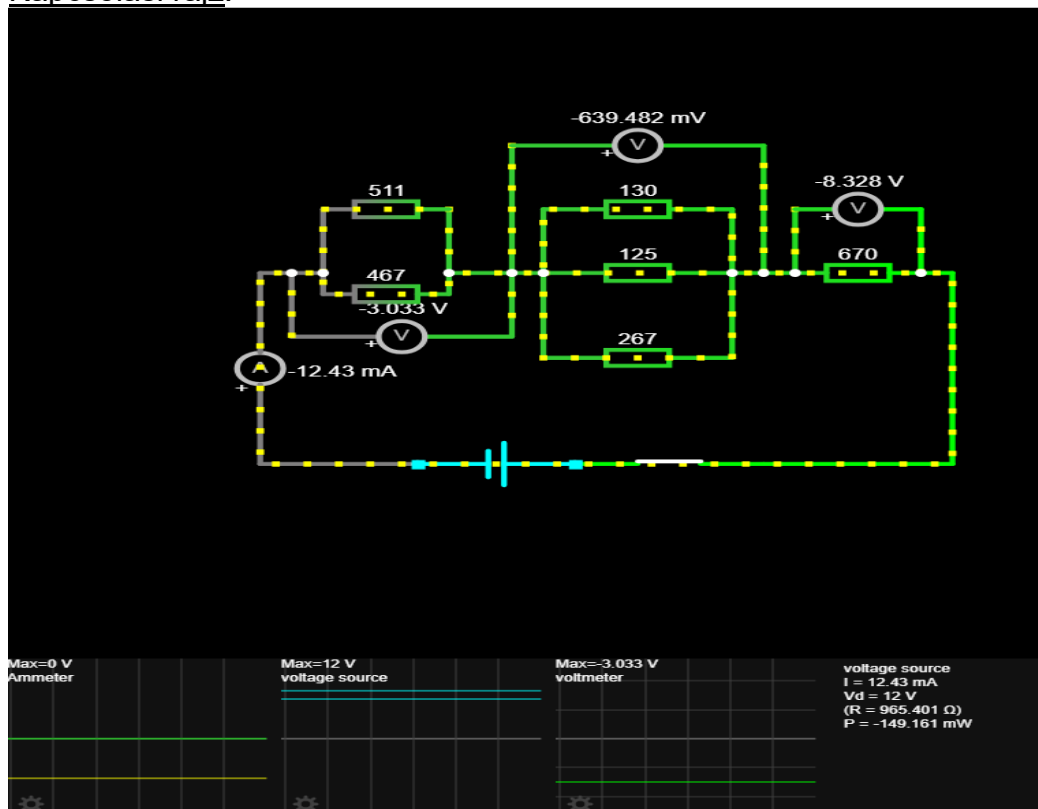 -639.482 mV
V
+
-8.328 V
V
+
511
130
467
125
670
-3.033 V
V
+
267
A
-12.43 mA
+
Max=0 V
Ammeter
Max=12 V
voltage source
Max=-3.033 V
voltmeter
voltage source
I = 12.43 mA
Vd = 12 V
(R = 965.401 Ω)
P = -149.161 mW